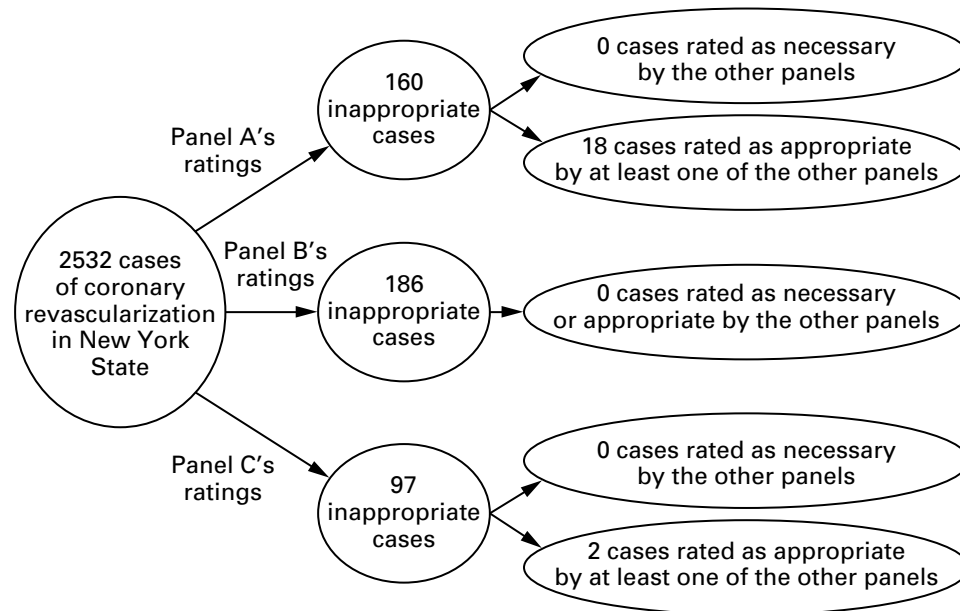 2532 cases
of coronary
revascularization
in New York
State
Panel A's
ratings
160
inappropriate
cases
0 cases rated as necessary
by the other panels
18 cases rated as appropriate
by at least one of the other panels
Panel B's
ratings
186
inappropriate
cases
0 cases rated as necessary
or appropriate by the other panels
Panel C's
ratings
97
inappropriate
cases
0 cases rated as necessary
by the other panels
2 cases rated as appropriate
by at least one of the other panels